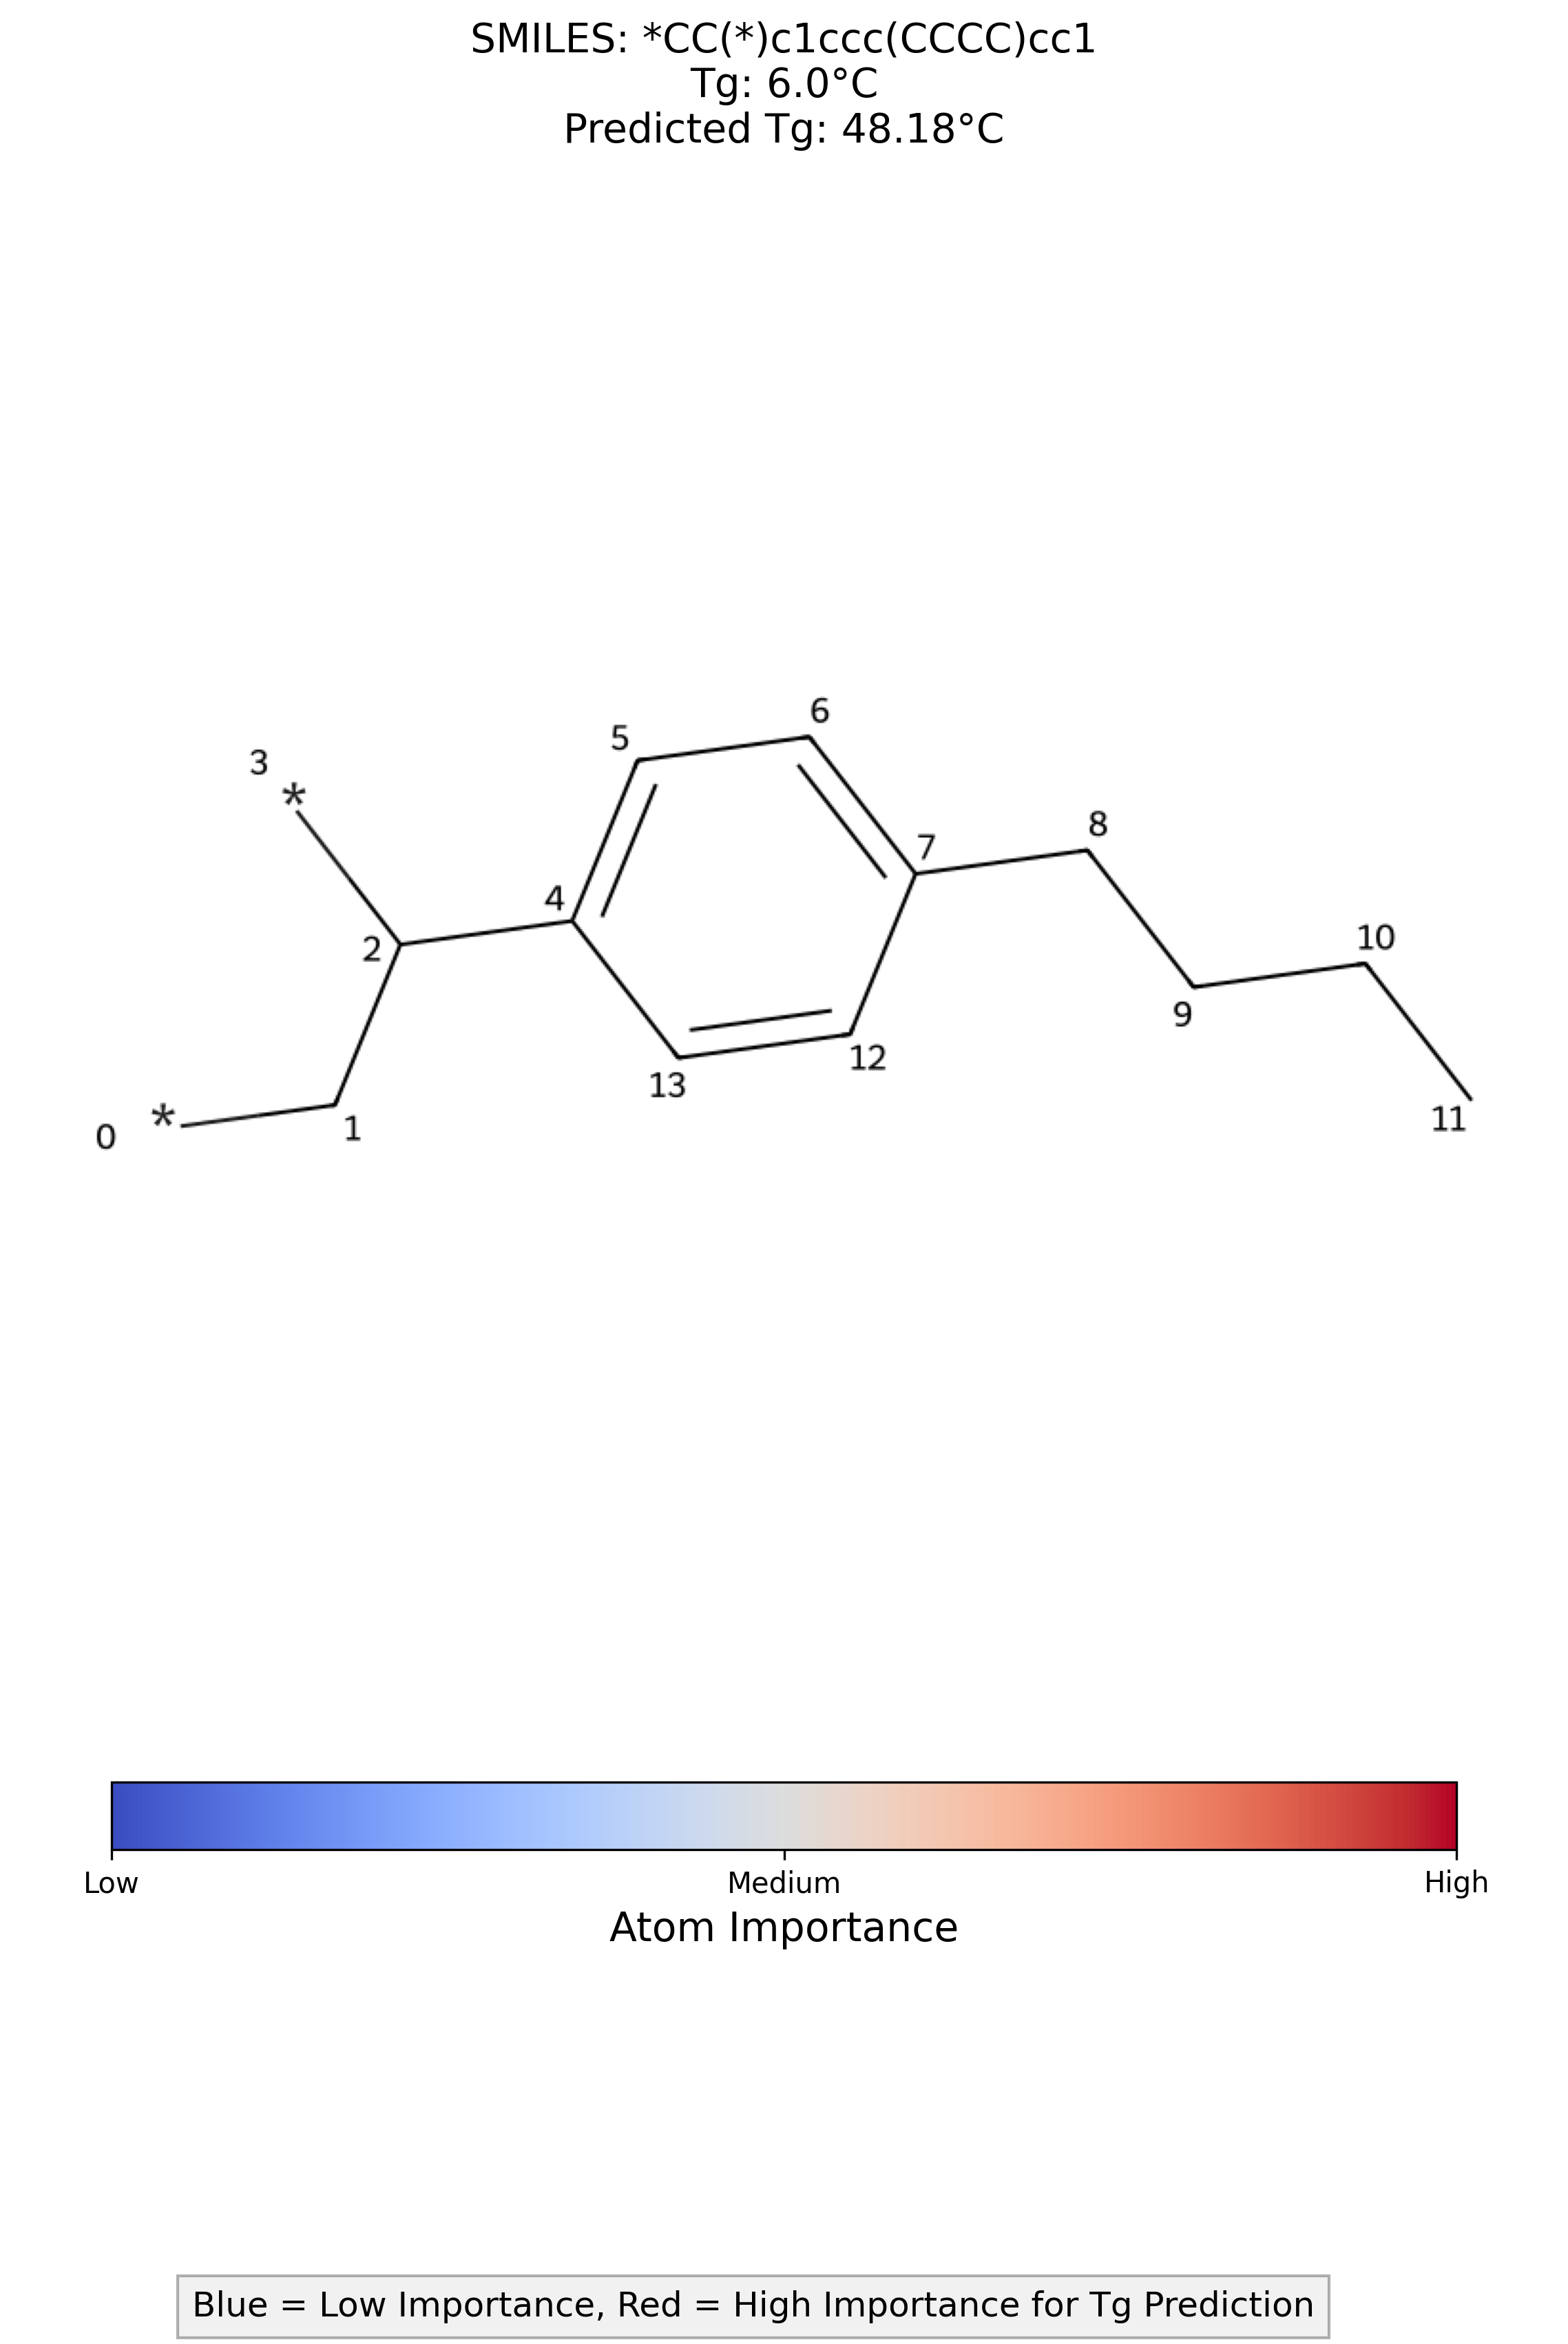 SMILES: *CC(*)c1ccc(CCCC)cc1
Tg: 6.0°C
Predicted Tg: 48.18°C
6
5
3
*
8
7
4
10
2
9
12
13
11
0 *
1
Low Medium High
Atom Importance
Blue = Low Importance, Red = High Importance for Tg Prediction